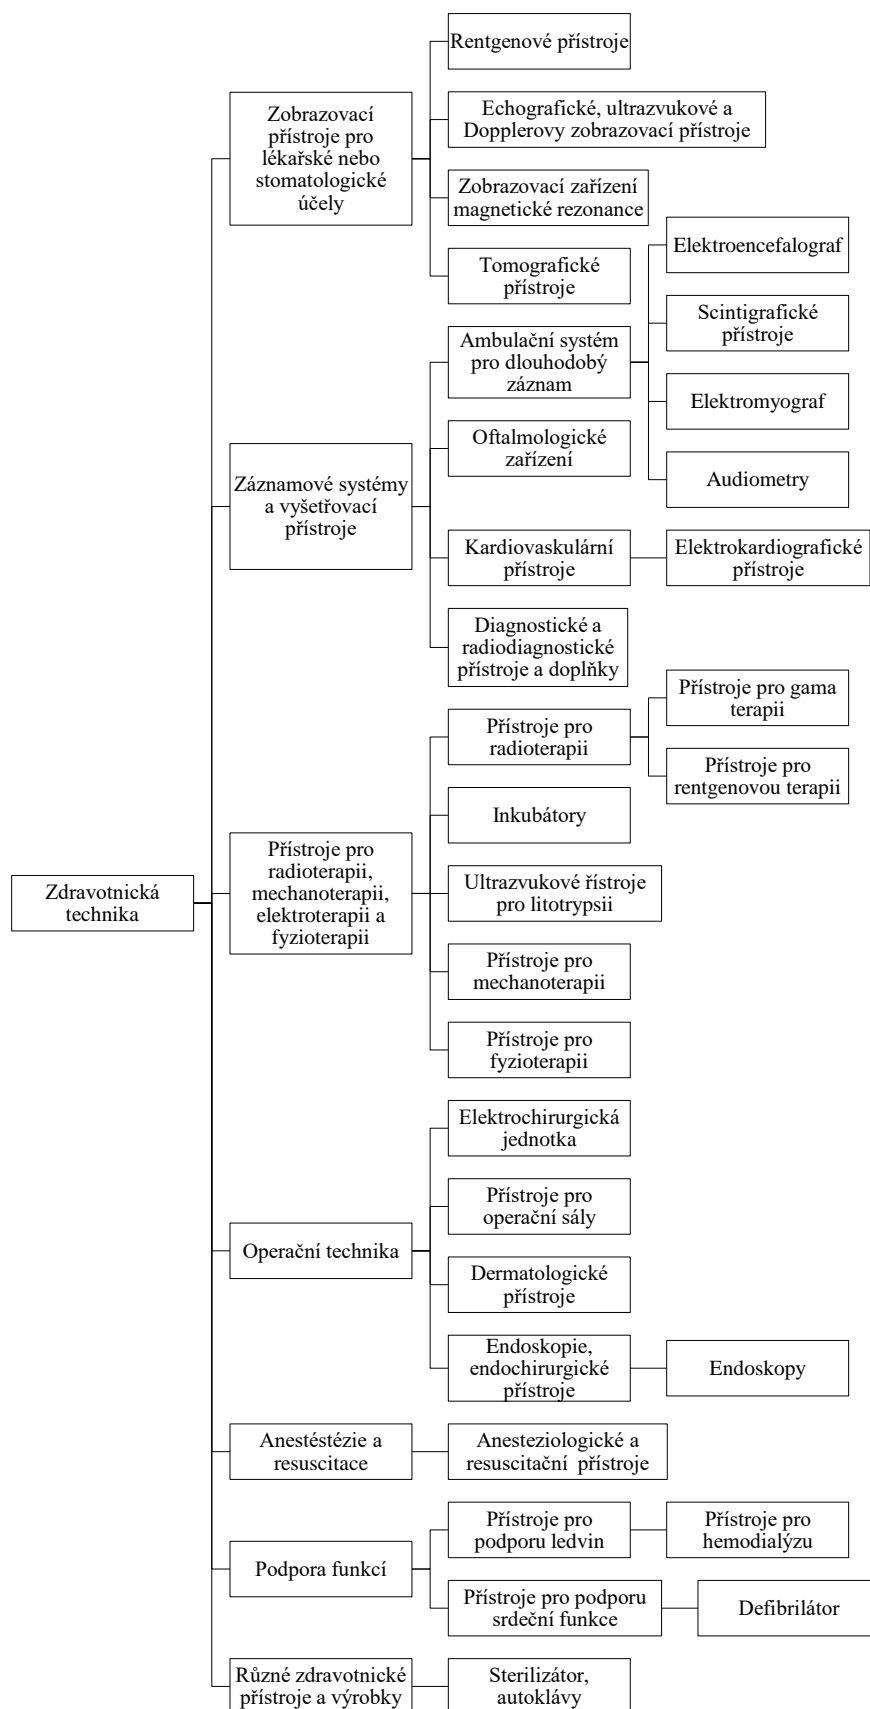 Zdravotnická
technika
Zobrazovací
přístroje pro
lékařské nebo
stomatologické
účely
Rentgenové přístroje
Echografické, ultrazvukové a
Dopplerovy zobrazovací přístroje
Zobrazovací zařízení
magnetické rezonance
Tomografické
přístroje
Záznamové systémy
a vyšetřovací
přístroje
Ambulační systém
pro dlouhodobý
záznam
Elektroencefalograf
Scintigrafické
přístroje
Elektromyograf
Audiometry
Oftalmologické
zařízení
Kardiovaskulární
přístroje
Elektrokardiografické
přístroje
Diagnostické a
radiodiagnostické
přístroje a doplňky
Přístroje pro
radioterapii,
mechanoterapii,
elektroterapii a
fyzioterapii
Přístroje pro
radioterapii
Přístroje pro gama
terapii
Přístroje pro
rentgenovou terapii
Inkubátory
Ultrazvukové řístroje
pro litotrypsii
Přístroje pro
mechanoterapii
Přístroje pro
fyzioterapii
Operační technika
Elektrochirurgická
jednotka
Přístroje pro
operační sály
Dermatologické
přístroje
Endoskopie,
endochirurgické
přístroje
Endoskopy
Anestéstézie a
resuscitace
Anesteziologické a
resuscitační přístroje
Podpora funkcí
Přístroje pro
podporu ledvin
Přístroje pro
hemodialýzu
Přístroje pro podporu
srdeční funkce
Defibrilátor
Různé zdravotnické
přístroje a výrobky
Sterilizátor,
autoklávy